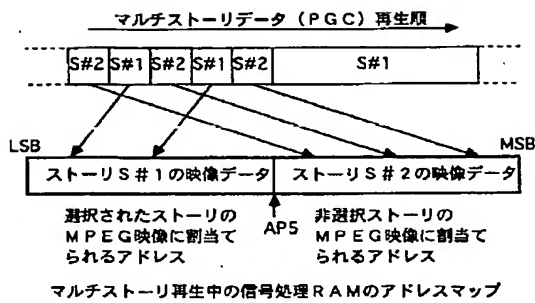 マルチストーリデータ（PGC）再生順
S#2 S#1 S#2 S#1 S#2 S#1
LSB MSB
ストーリS#1の映像データ ストーリS#2の映像データ
選択されたストーリの
MPEG映像に割当て
られるアドレス
AP5
非選択ストーリの
MPEG映像に割当て
られるアドレス
マルチストーリ再生中の信号処理RAMのアドレスマップ